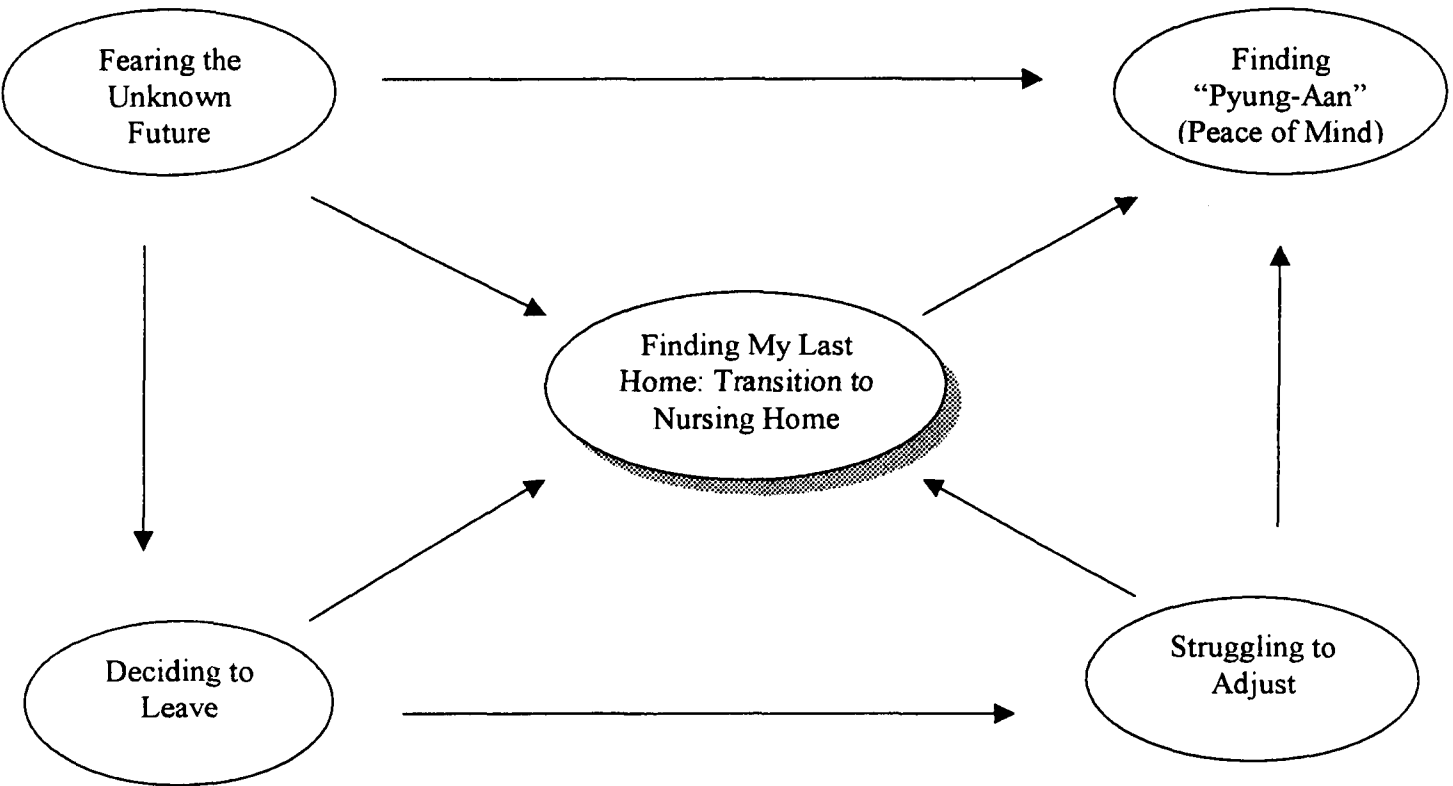 Fearing the
Unknown
Future
Finding
“Pyung-Aan”
(Peace of Mind)
Finding My Last
Home: Transition to
Nursing Home
Deciding to
Leave
Struggling to
Adjust